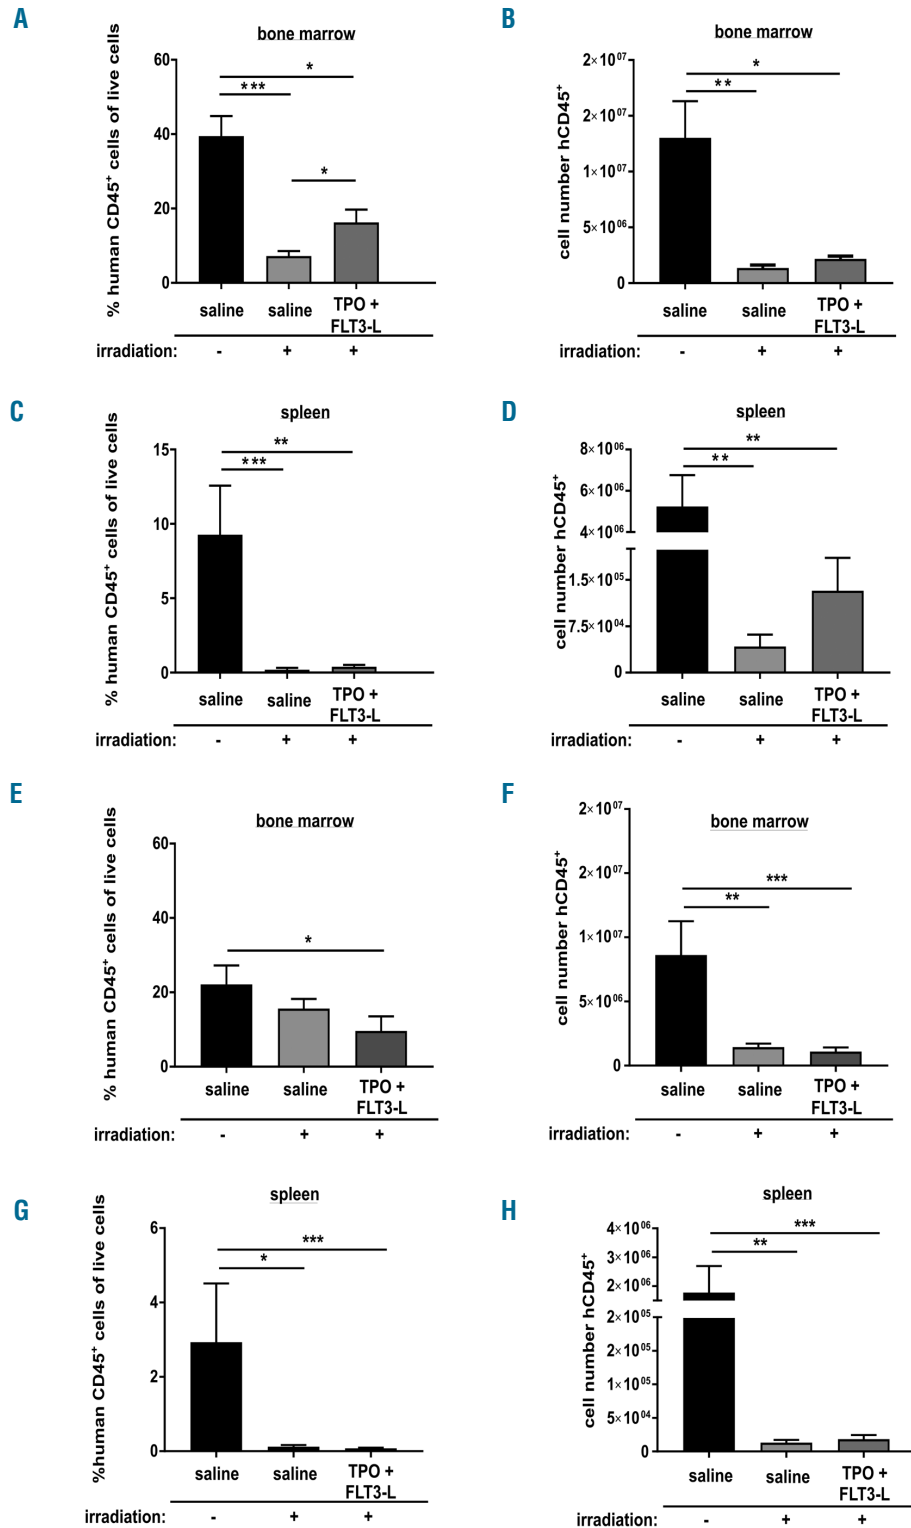 A
bone marrow
% human CD45+ cells of live cells
60
40
20
0
*
***
*
saline saline TPO + FLT3-L
irradiation: - + +
B
bone marrow
cell number hCD45+
2×10^07
2×10^07
1×10^07
5×10^06
0
*
**
saline saline TPO + FLT3-L
irradiation: - + +
C
spleen
% human CD45+ cells of live cells
15
10
5
0
**
***
saline saline TPO + FLT3-L
irradiation: - + +
D
spleen
cell number hCD45+
8×10^06
6×10^06
4×10^06
1.5×10^05
7.5×10^04
0
**
**
saline saline TPO + FLT3-L
irradiation: - + +
E
bone marrow
% human CD45+ cells of live cells
60
40
20
0
*
saline saline TPO + FLT3-L
irradiation: - + +
F
bone marrow
cell number hCD45+
2×10^07
2×10^07
1×10^07
5×10^06
0
***
**
saline saline TPO + FLT3-L
irradiation: - + +
G
spleen
%human CD45+ cells of live cells
6
4
2
0
***
*
saline saline TPO + FLT3-L
irradiation: - + +
H
spleen
cell number hCD45+
4×10^06
3×10^06
2×10^06
2×10^05
2×10^05
1×10^05
5×10^04
0
***
**
saline saline TPO + FLT3-L
irradiation: - + +